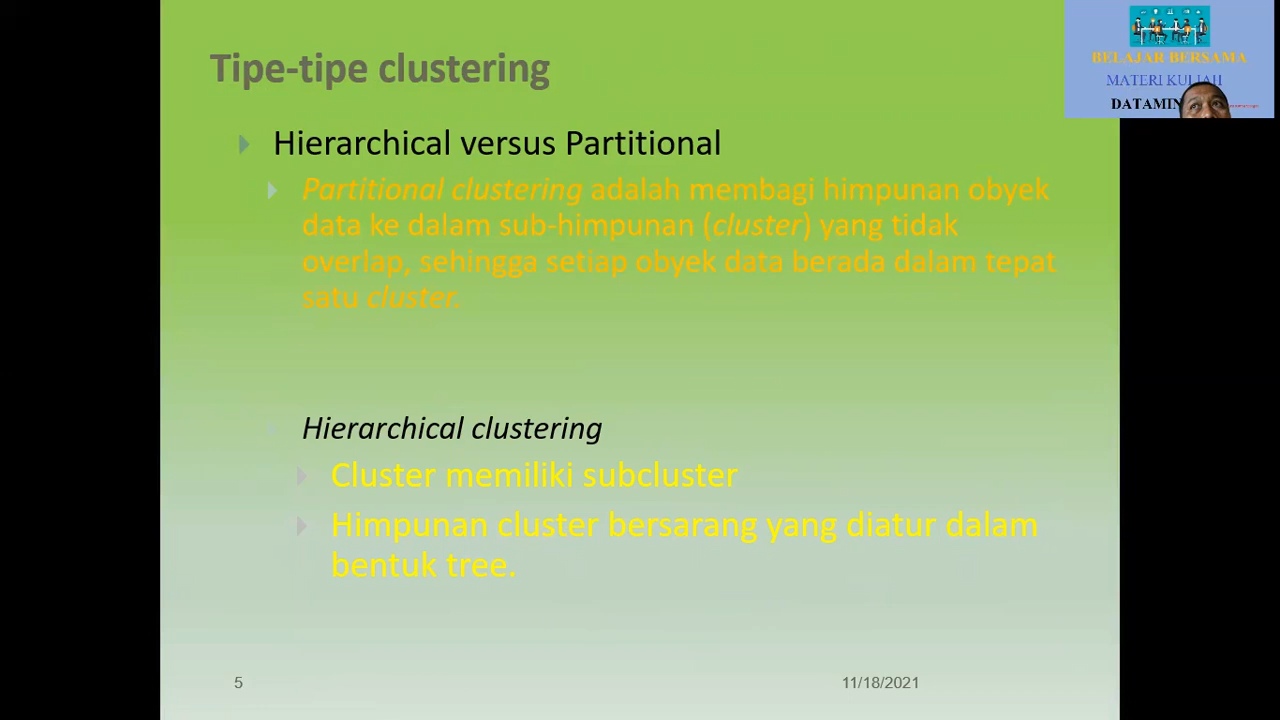 Tipe-tipe clustering
Hierarchical versus Partitional
Partitional clustering adalah membagi himpunan obyek
data ke dalam sub-himpunan (cluster) yang tidak
overlap, sehingga setiap obyek data berada dalam tepat
satu cluster.
Hierarchical clustering
Cluster memiliki subcluster
Himpunan cluster bersarang yang diatur dalam
bentuk tree.
5
11/18/2021
BELAJAR BERSAMA
MATERI KULIAH
DATAMIN